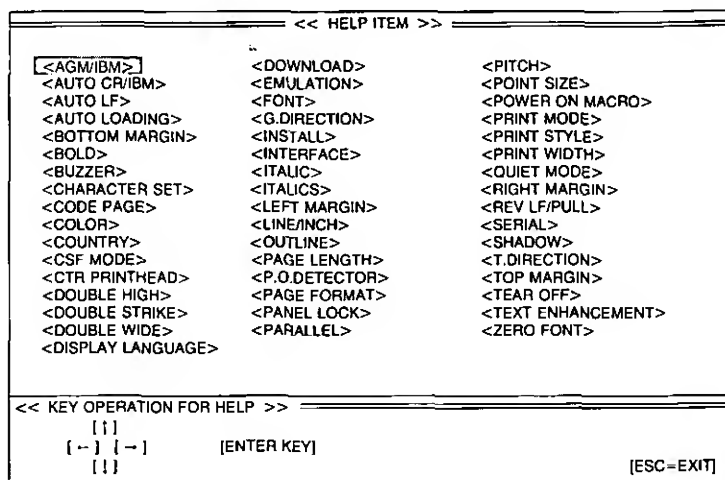 << HELP ITEM >>
<AGM/IBM> <DOWNLOAD> <PITCH>
<AUTO CR/IBM> <EMULATION> <POINT SIZE>
<AUTO LF> <FONT> <POWER ON MACRO>
<AUTO LOADING> <G.DIRECTION> <PRINT MODE>
<BOTTOM MARGIN> <INSTALL> <PRINT STYLE>
<BOLD> <INTERFACE> <PRINT WIDTH>
<BUZZER> <ITALIC> <QUIET MODE>
<CHARACTER SET> <ITALICS> <RIGHT MARGIN>
<CODE PAGE> <LEFT MARGIN> <REV LF/PULL>
<COLOR> <LINE/INCH> <SERIAL>
<COUNTRY> <OUTLINE> <SHADOW>
<CSF MODE> <PAGE LENGTH> <T.DIRECTION>
<CTR PRINTHEAD> <P.O.DETECTOR> <TOP MARGIN>
<DOUBLE HIGH> <PAGE FORMAT> <TEAR OFF>
<DOUBLE STRIKE> <PANEL LOCK> <TEXT ENHANCEMENT>
<DOUBLE WIDE> <PARALLEL> <ZERO FONT>
<DISPLAY LANGUAGE>
<< KEY OPERATION FOR HELP >>
[↑]
[←] [→] [ENTER KEY]
[↓]
[ESC=EXIT]